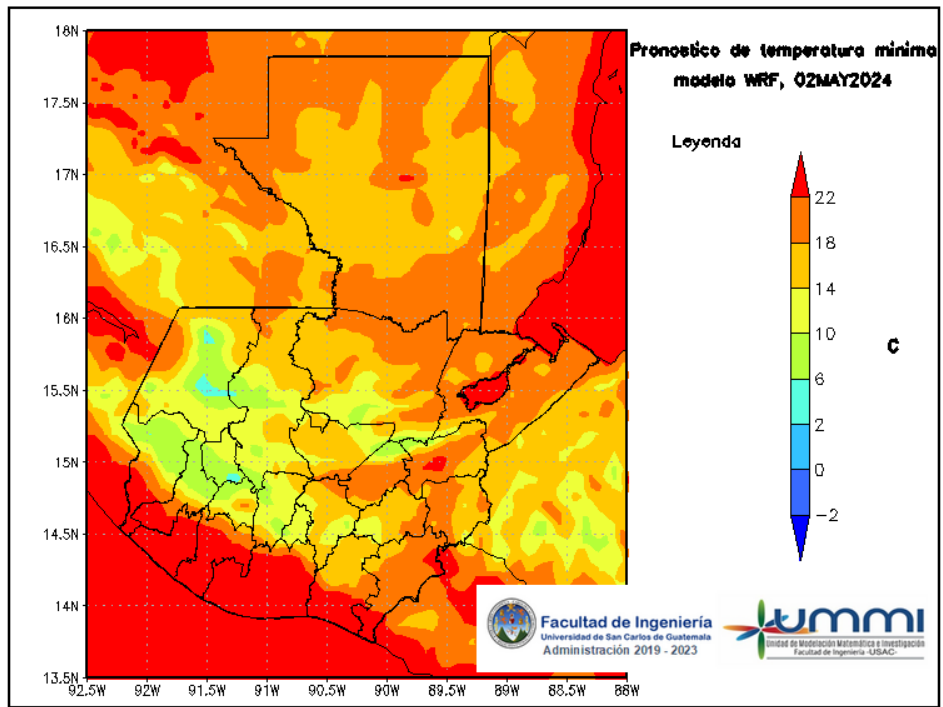 Pronostico de temperatura minima
modelo WRF, 02MAY2024
Leyenda
22
18
14
10
6
2
0
−2
C
18N
17.5N
17N
16.5N
16N
15.5N
15N
14.5N
14N
13.5N
92.5W
92W
91.5W
91W
90.5W
90W
89.5W
89W
88.5W
88W
Facultad de Ingeniería
Universidad de San Carlos de Guatemala
Administración 2019 - 2023
UMMI
Unidad de Modelación Matemática e Investigación
Facultad de Ingeniería -USAC-